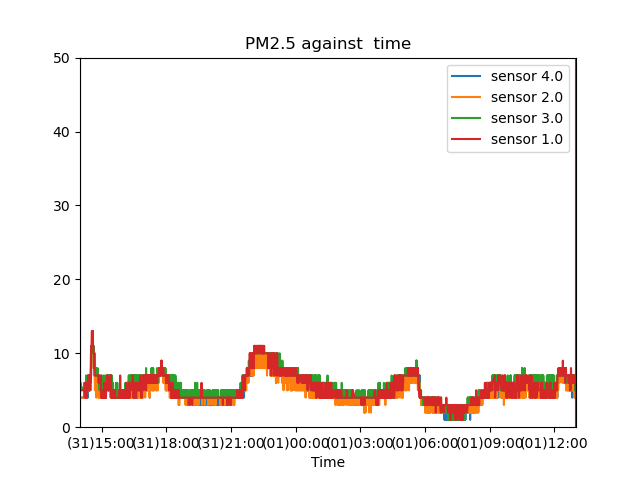 PM2.5 against  time
sensor 4.0
sensor 2.0
sensor 3.0
sensor 1.0
50
40
30
20
10
0
(31)15:00 (31)18:00 (31)21:00 (01)00:00 (01)03:00 (01)06:00 (01)09:00 (01)12:00
Time